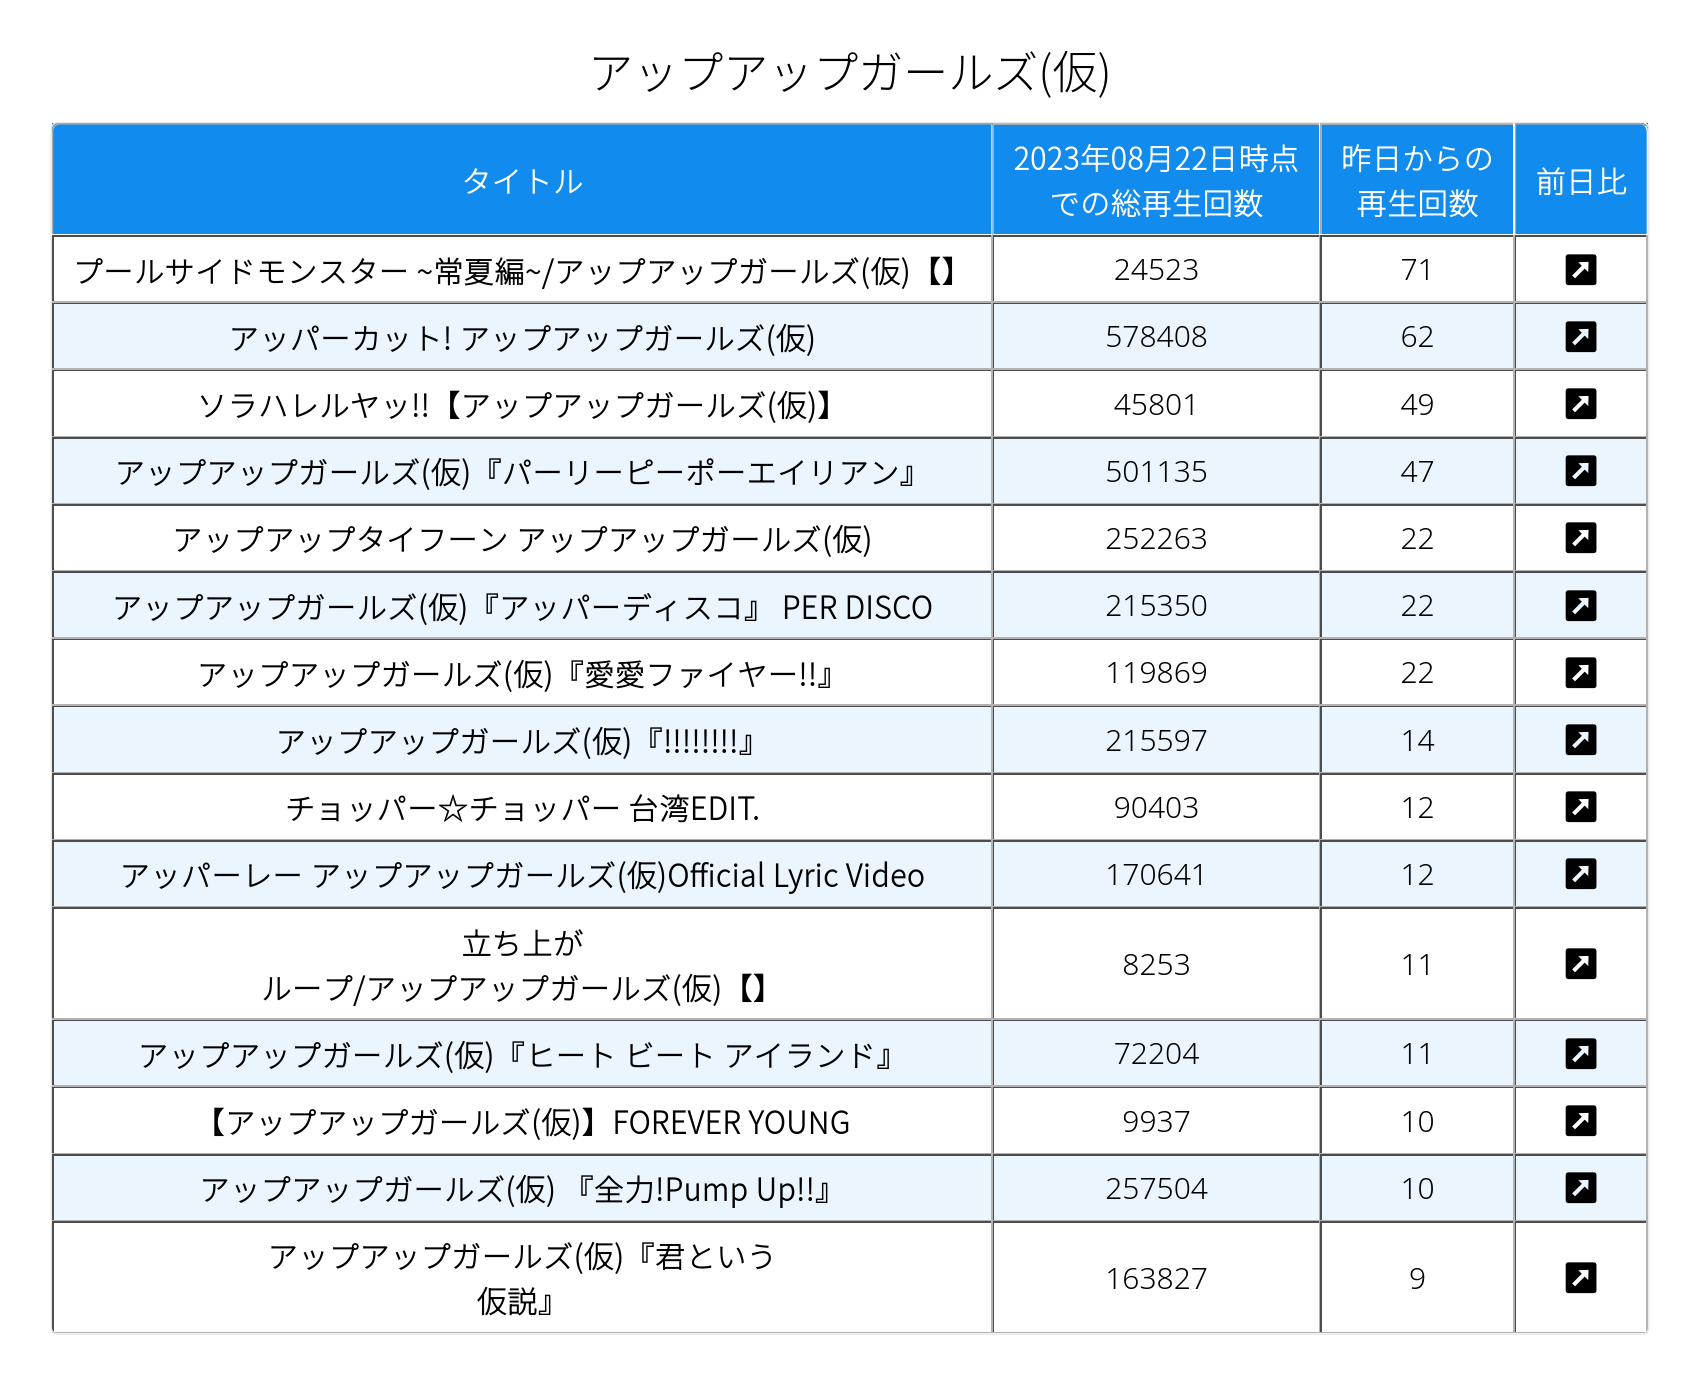 アップアップガールズ(仮)
タイトル
2023年08月22日時点
での総再生回数
昨日からの
再生回数
前日比
プールサイドモンスター ~常夏編~/アップアップガールズ(仮)【】 24523 71
アッパーカット! アップアップガールズ(仮) 578408 62
ソラハレルヤッ!!【アップアップガールズ(仮)】 45801 49
アップアップガールズ(仮)『パーリーピーポーエイリアン』 501135 47
アップアップタイフーン アップアップガールズ(仮) 252263 22
アップアップガールズ(仮)『アッパーディスコ』 PER DISCO 215350 22
アップアップガールズ(仮)『愛愛ファイヤー!!』 119869 22
アップアップガールズ(仮)『!!!!!!!!』 215597 14
チョッパー☆チョッパー 台湾EDIT. 90403 12
アッパーレー アップアップガールズ(仮)Official Lyric Video 170641 12
立ち上が
ループ/アップアップガールズ(仮)【】 8253 11
アップアップガールズ(仮)『ヒート ビート アイランド』 72204 11
【アップアップガールズ(仮)】FOREVER YOUNG 9937 10
アップアップガールズ(仮) 『全力!Pump Up!!』 257504 10
アップアップガールズ(仮)『君という
仮説』 163827 9